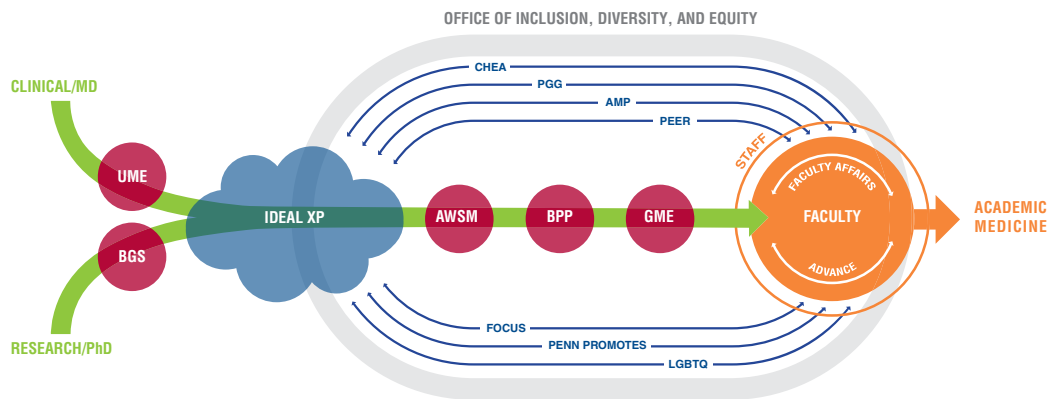 OFFICE OF INCLUSION, DIVERSITY, AND EQUITY
CHEA
PGG
AMP
PEER
CLINICAL/MD
UME
BGS
RESEARCH/PhD
IDEAL XP
AWSM
BPP
GME
STAFF
FACULTY AFFAIRS
FACULTY
ADVANCE
ACADEMIC
MEDICINE
FOCUS
PENN PROMOTES
LGBTQ